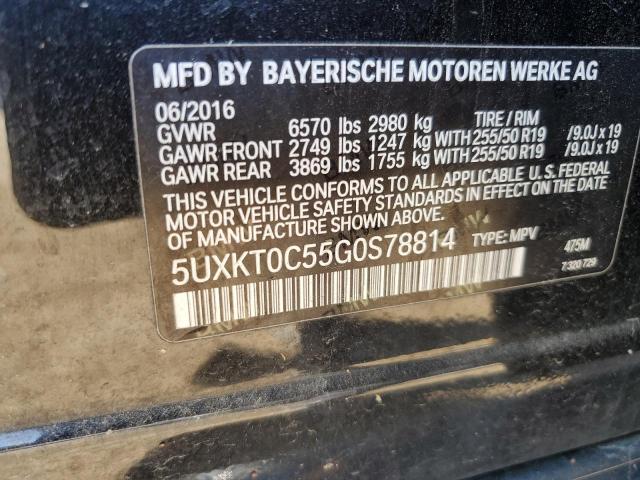 MFD BY BAYERISCHE MOTOREN WERKE AG
06/2016 TIRE / RIM
GVWR 6570 lbs 2980 kg
GAWR FRONT 2749 lbs 1247 kg WITH 255/50 R19 /9.0J x 19
GAWR REAR 3869 lbs 1755 kg WITH 255/50 R19 /9.0J x 19
THIS VEHICLE CONFORMS TO ALL APPLICABLE U.S. FEDERAL
MOTOR VEHICLE SAFETY STANDARDS IN EFFECT ON THE DATE
OF MANUFACTURE SHOWN ABOVE.
5UXKT0C55G0S78814 TYPE: MPV 475M
7 320 729